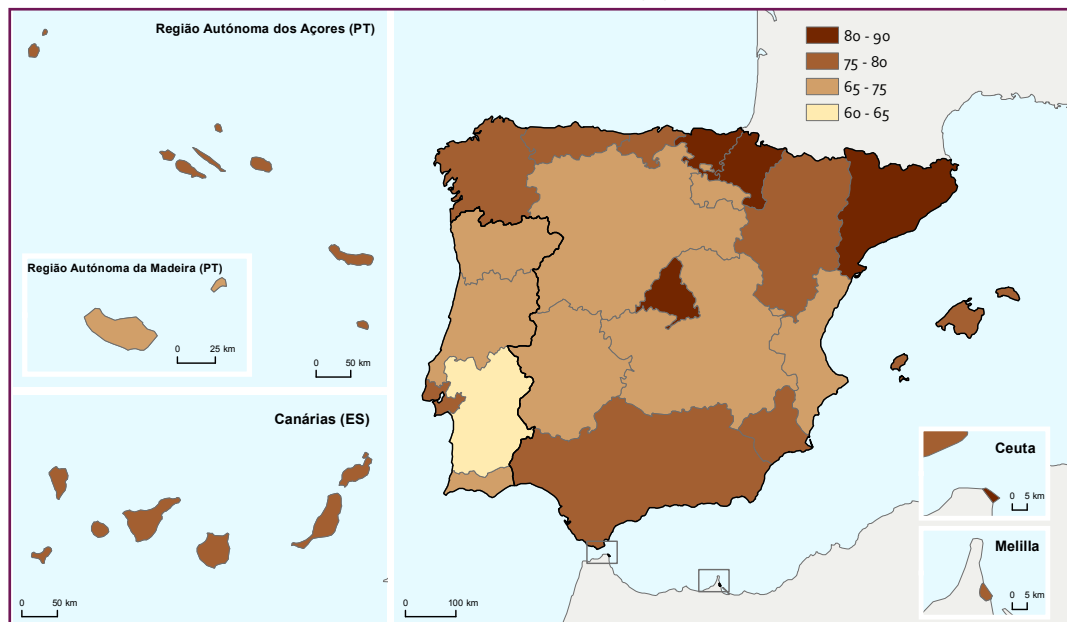 Região Autónoma dos Açores (PT)
80 - 90
75 - 80
65 - 75
60 - 65
Região Autónoma da Madeira (PT)
0 25 km
0 50 km
Canárias (ES)
0 50 km
0 100 km
Ceuta
0 5 km
Melilla
0 5 km